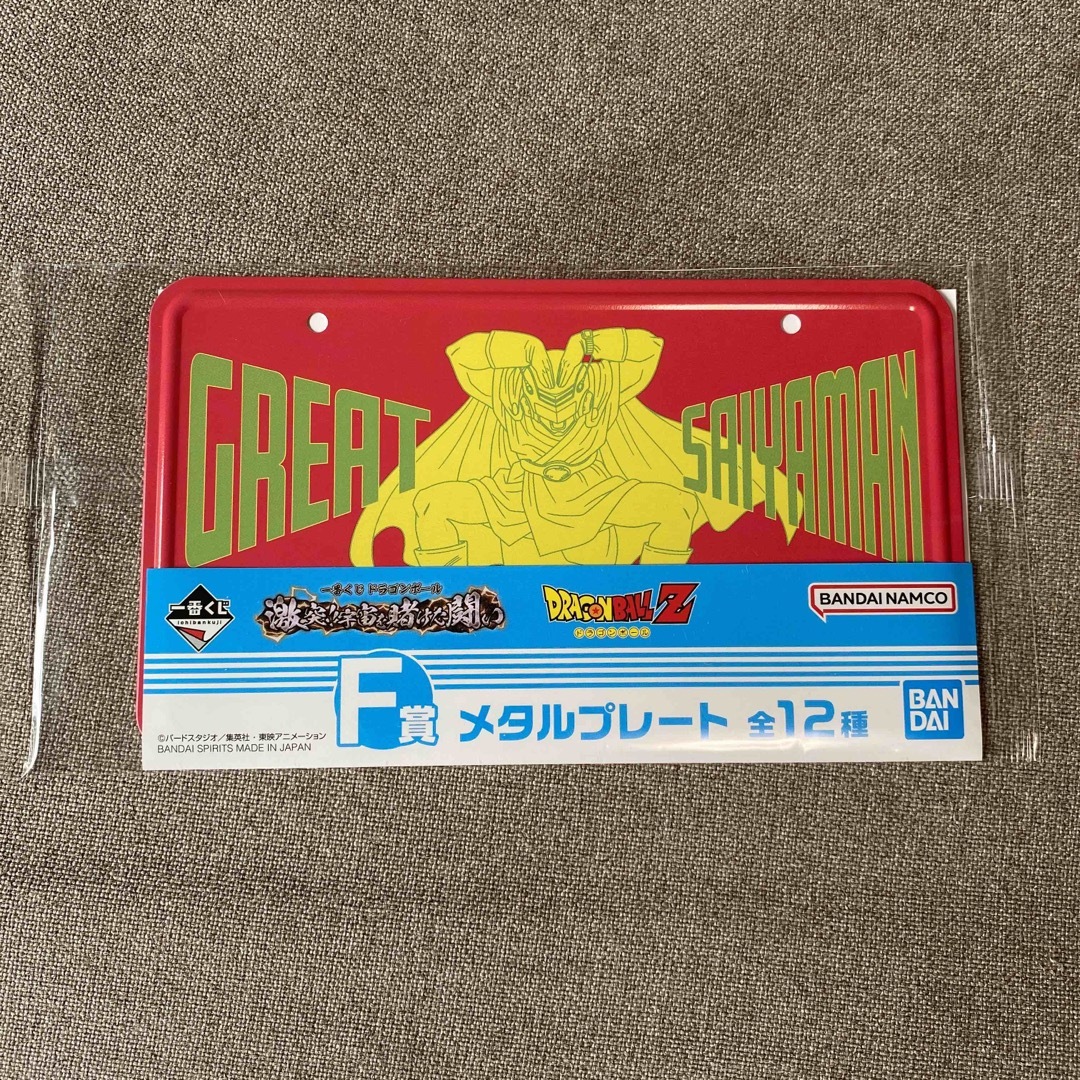 GREAT SAIYAMAN
一番くじ
ichibankuji
一番くじ ドラゴンボール
激突!!宇宙を賭けた闘い
DRAGONBALL Z
ドラゴンボール
BANDAI NAMCO
F賞 メタルプレート 全12種
BAN
DAI
©バードスタジオ/集英社・東映アニメーション
BANDAI SPIRITS MADE IN JAPAN